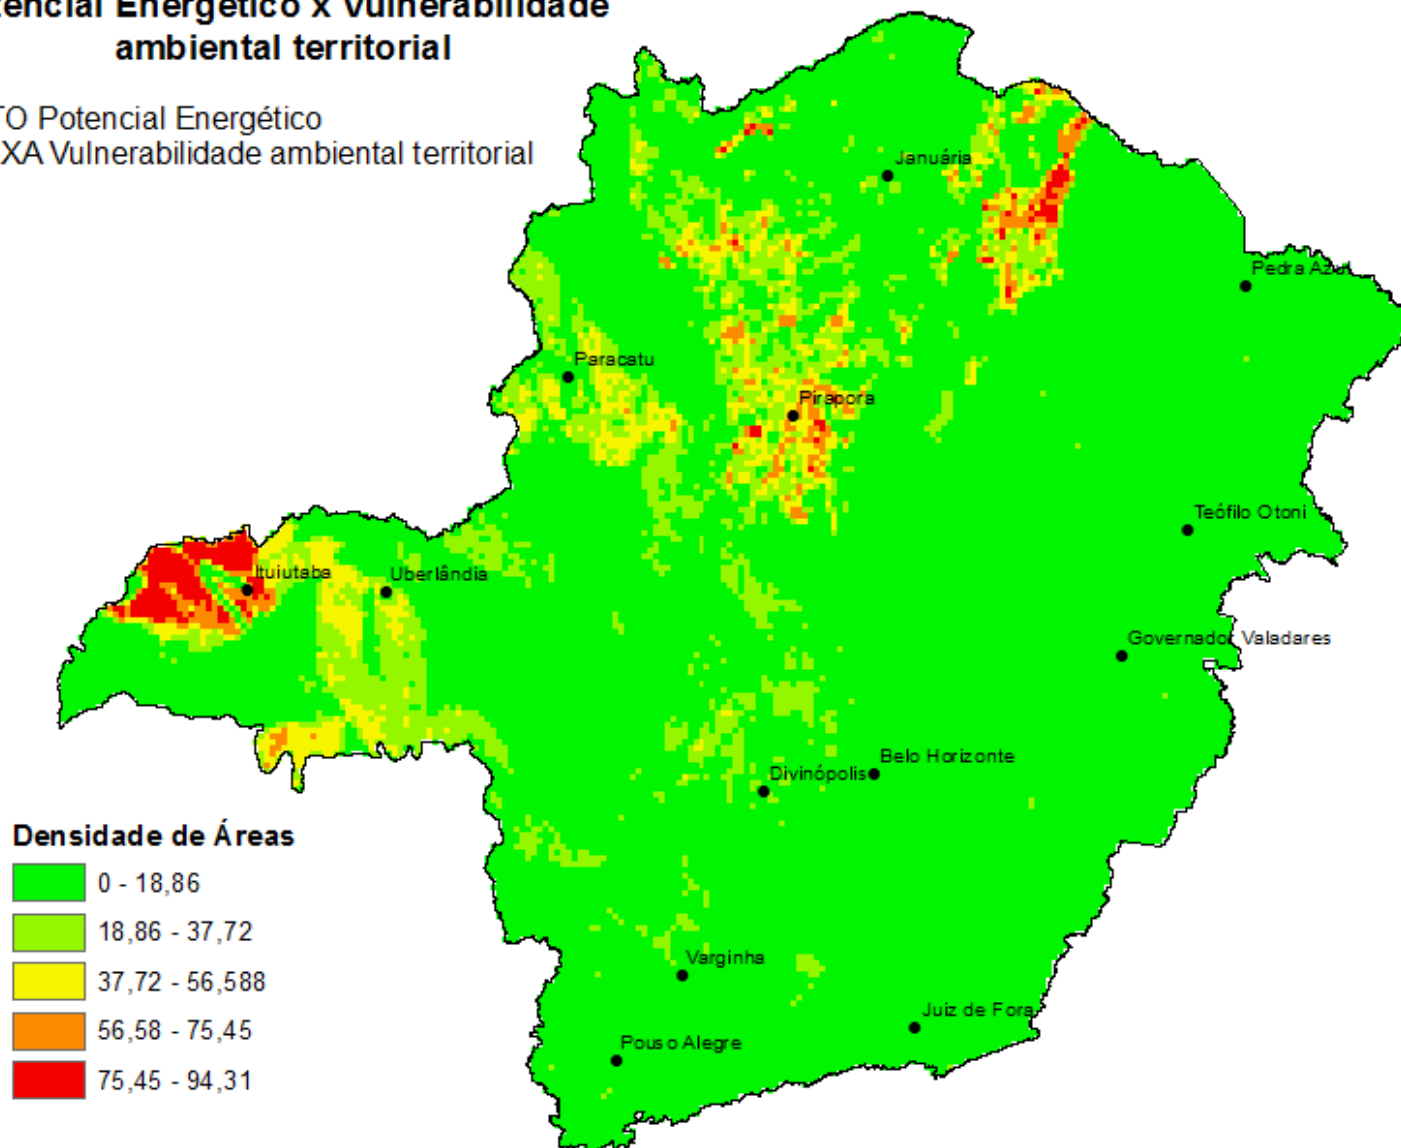 Energético x Vulnerabilidade
ambiental territorial
Potencial Energético
Vulnerabilidade ambiental territorial
Januária
Pedra Azul
Paracatu
Pirapora
Teófilo Otoni
Ituiutaba
Uberlândia
Governador Valadares
Belo Horizonte
Divinópolis
Densidade de Áreas
0 - 18,86
18,86 - 37,72
37,72 - 56,588
56,58 - 75,45
75,45 - 94,31
Varginha
Juiz de Fora
Pouso Alegre